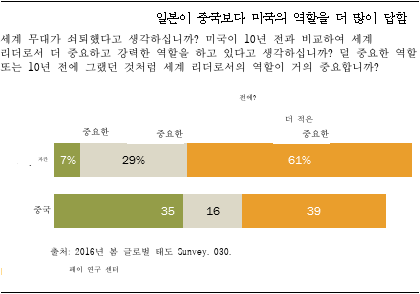 일본이 중국보다 미국의 역할을 더 많이 답함
세계 무대가 쇠퇴했다고 생각하십니까? 미국이 10년 전과 비교하여 세계
리더로서 더 중요하고 강력한 역할을 하고 있다고 생각하십니까? 덜 중요한 역할
또는 10년 전에 그랬던 것처럼 세계 리더로서의 역할이 거의 중요합니까?
전에?
더 적은
중요한 중요한 중요한
7% 29% 61%
중국 35 16 39
출처: 2016년 봄 글로벌 태도 Survey. 030.
퓨이 연구 센터